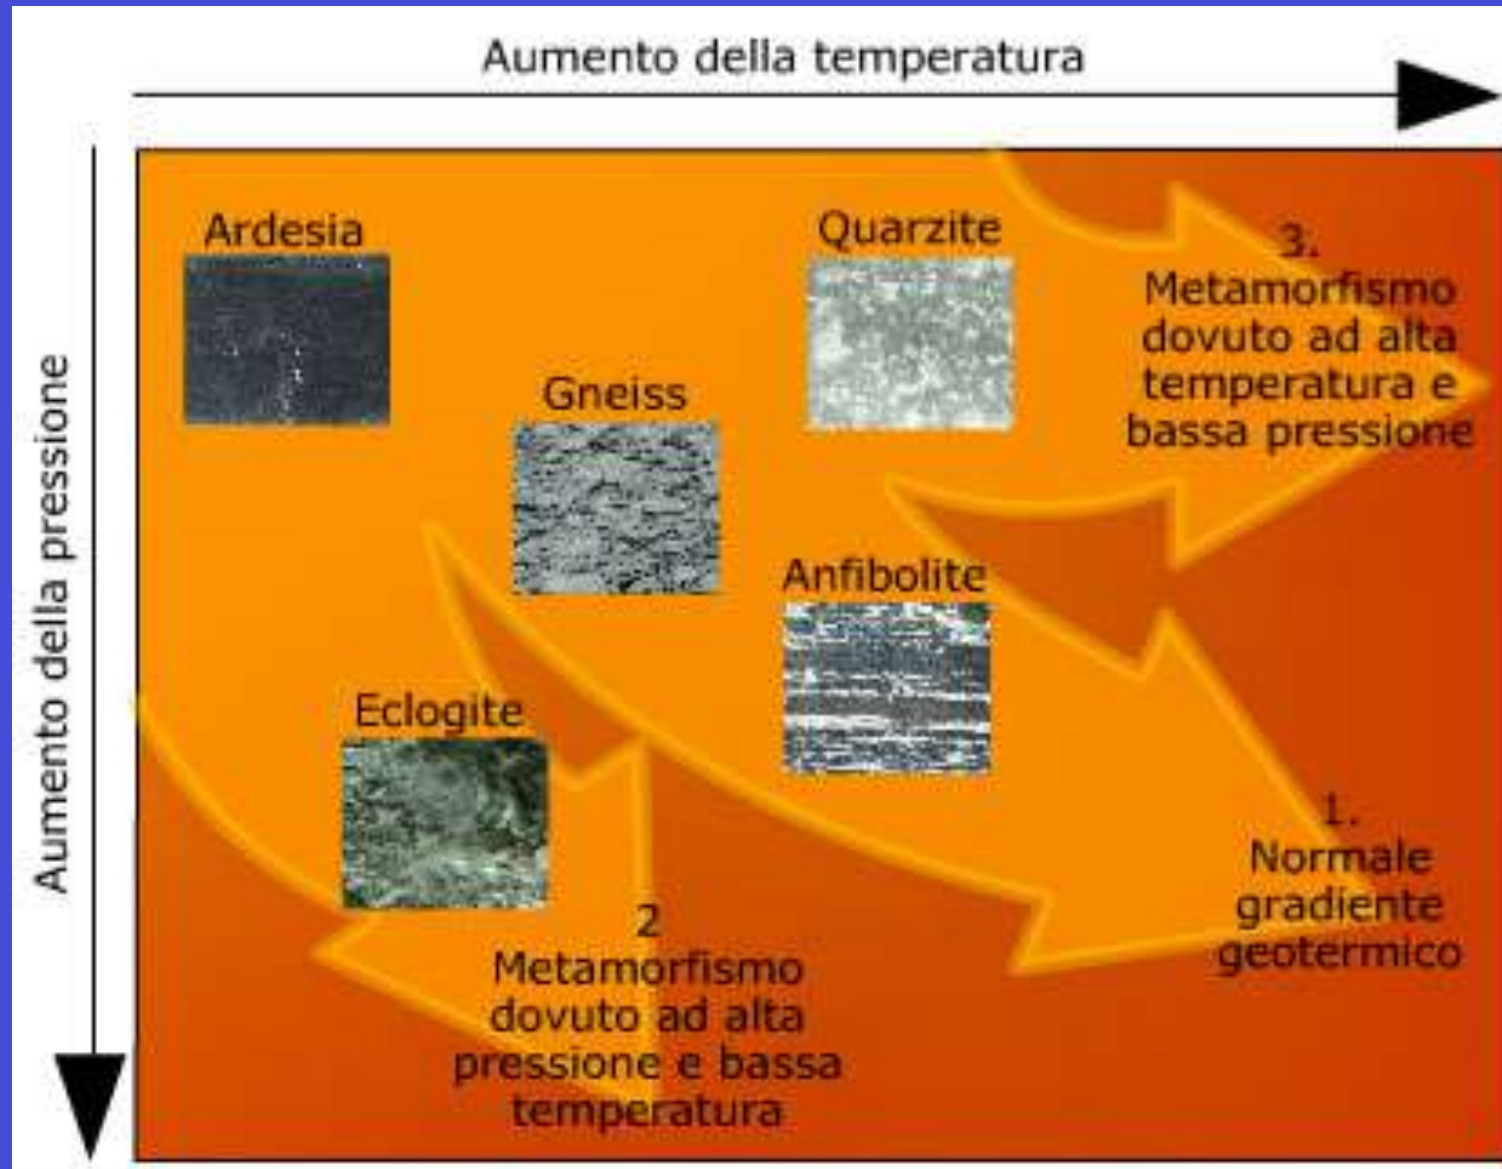 Aumento della temperatura
Aumento della pressione
Ardesia
Quarzite
3.
Metamorfismo
dovuto ad alta
temperatura e
bassa pressione
Gneiss
Anfibolite
Eclogite
1.
Normale
gradiente
geotermico
2
Metamorfismo
dovuto ad alta
pressione e bassa
temperatura